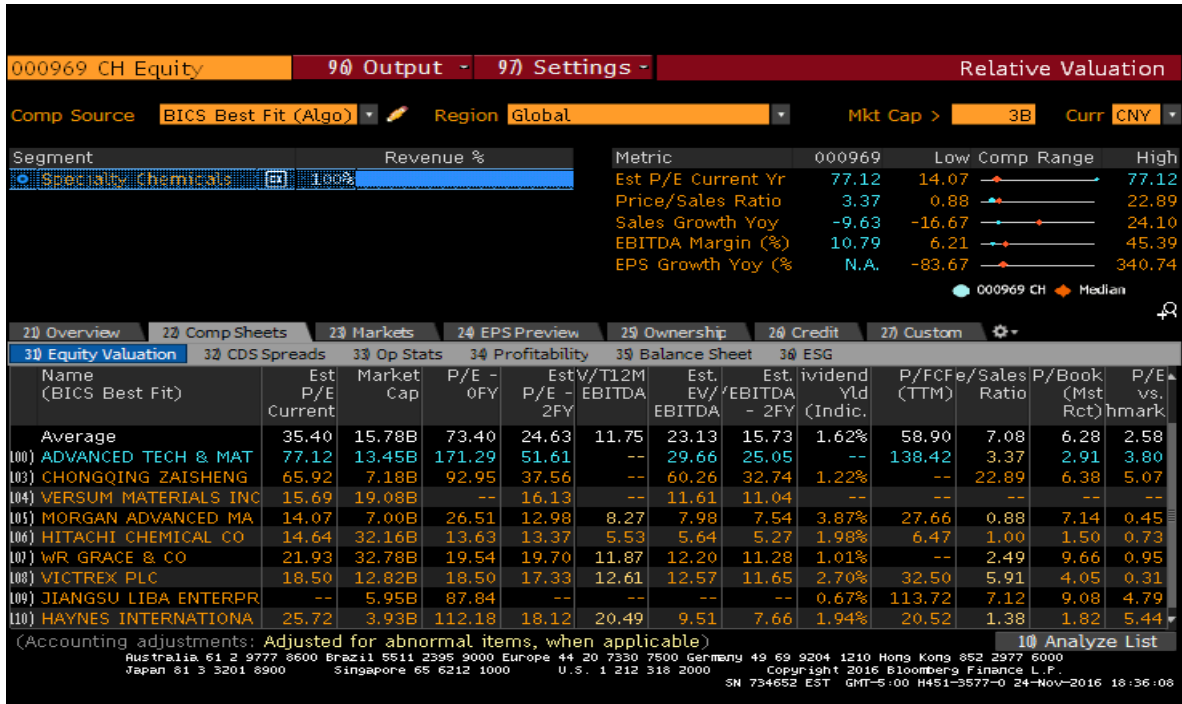 000969 CH Equity 96) Output 97) Settings Relative Valuation
Comp Source BICS Best Fit (Algo) Region Global Mkt Cap > 3B Curr CNY
Segment Revenue % Metric 000969 Low Comp Range High
Specialty Chemicals EX 100% Est P/E Current Yr 77.12 14.07 77.12
Price/Sales Ratio 3.37 0.88 22.89
Sales Growth Yoy -9.63 -16.67 24.10
EBITDA Margin (%) 10.79 6.21 45.39
EPS Growth Yoy (% N.A. -83.67 340.74
000969 CH Median
21) Overview 22) Comp Sheets 23) Markets 24) EPS Preview 25) Ownership 26) Credit 27) Custom
31) Equity Valuation 32) CDS Spreads 33) Op Stats 34) Profitability 35) Balance Sheet 36) ESG
Name Est Market P/E - Est V/T12M Est. Est. ividend P/FCF e/Sales P/Book P/E
(BICS Best Fit) P/E Cap 0FY P/E - EBITDA EV/ /EBITDA Yld (TTM) Ratio (Mst vs.
Current 2FY EBITDA - 2FY (Indic. Rct) hmark
Average 35.40 15.78B 73.40 24.63 11.75 23.13 15.73 1.62% 58.90 7.08 6.28 2.58
100) ADVANCED TECH & MAT 77.12 13.45B 171.29 51.61 -- 29.66 25.05 -- 138.42 3.37 2.91 3.80
103) CHONGQING ZAISHENG 65.92 7.18B 92.95 37.56 -- 60.26 32.74 1.22% -- 22.89 6.38 5.07
104) VERSUM MATERIALS INC 15.69 19.08B -- 16.13 -- 11.61 11.04 -- -- -- -- --
105) MORGAN ADVANCED MA 14.07 7.00B 26.51 12.98 8.27 7.98 7.54 3.87% 27.66 0.88 7.14 0.45
106) HITACHI CHEMICAL CO 14.64 32.16B 13.63 13.37 5.53 5.64 5.27 1.98% 6.47 1.00 1.50 0.73
107) WR GRACE & CO 21.93 32.78B 19.54 19.70 11.87 12.20 11.28 1.01% -- 2.49 9.66 0.95
108) VICTREX PLC 18.50 12.82B 18.50 17.33 12.61 12.57 11.65 2.70% 32.50 5.91 4.05 0.31
109) JIANGSU LIBA ENTERPR -- 5.95B 87.84 -- -- -- -- 0.67% 113.72 7.12 9.08 4.79
110) HAYNES INTERNATIONA 25.72 3.93B 112.18 18.12 20.49 9.51 7.66 1.94% 20.52 1.38 1.82 5.44
(Accounting adjustments: Adjusted for abnormal items, when applicable) 10) Analyze List
Australia 61 2 9777 8600 Brazil 5511 2395 9000 Europe 44 20 7330 7500 Germany 49 69 9204 1210 Hong Kong 852 2977 6000
Japan 81 3 3201 8900 Singapore 65 6212 1000 U.S. 1 212 318 2000 Copyright 2016 Bloomberg Finance L.P.
SN 734652 EST GMT-5:00 H451-3577-0 24-Nov-2016 18:36:08